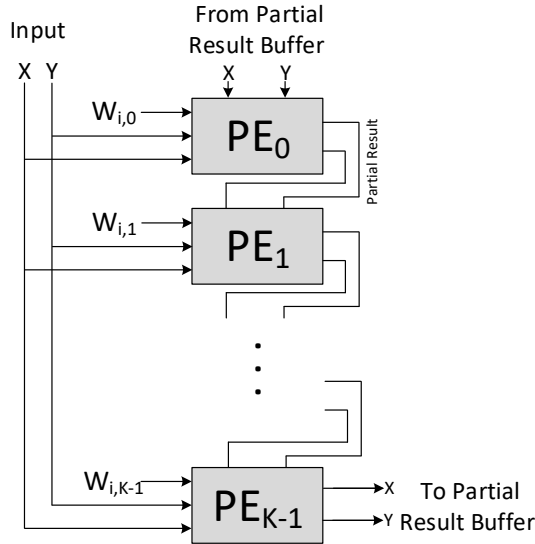 From Partial
Result Buffer
Input
X Y
X Y
W_{i,0}
PE_0
Partial Result
W_{i,1}
PE_1
W_{i,K-1}
PE_{K-1}
X
Y
To Partial
Result Buffer